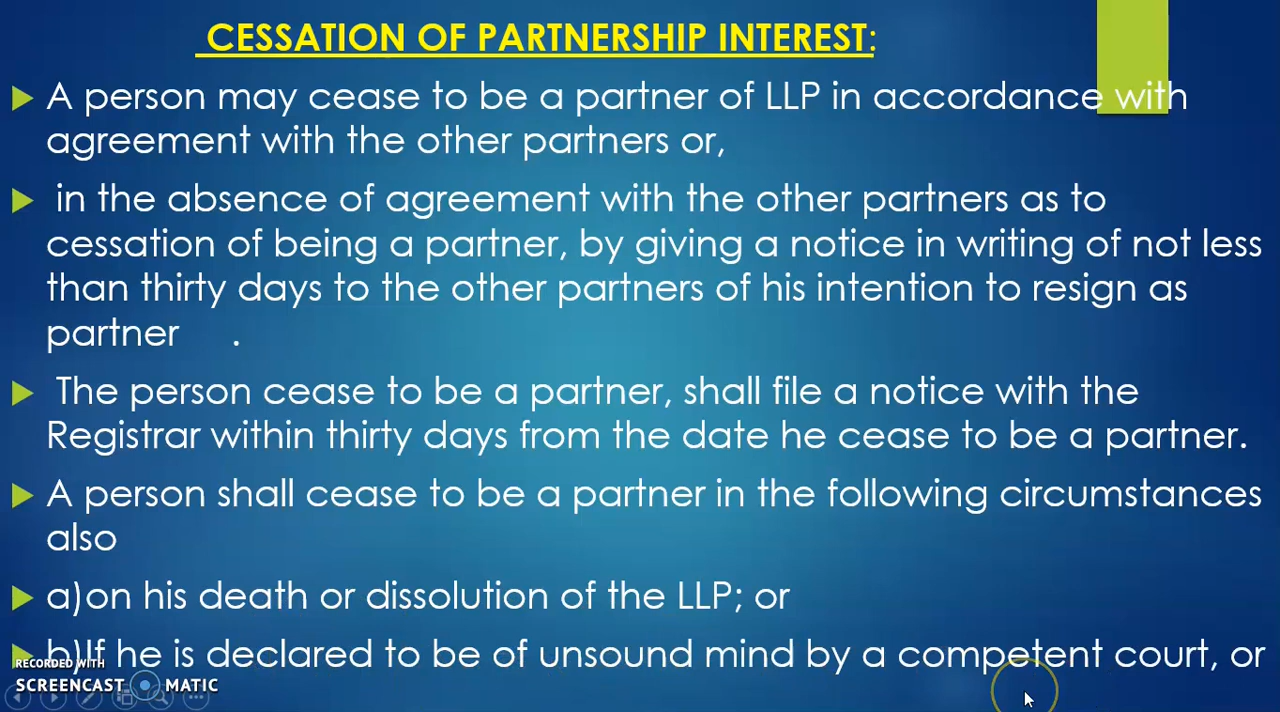 CESSATION OF PARTNERSHIP INTEREST:
A person may cease to be a partner of LLP in accordance with
agreement with the other partners or,
in the absence of agreement with the other partners as to
cessation of being a partner, by giving a notice in writing of not less
than thirty days to the other partners of his intention to resign as
partner .
The person cease to be a partner, shall file a notice with the
Registrar within thirty days from the date he cease to be a partner.
A person shall cease to be a partner in the following circumstances
also
a)on his death or dissolution of the LLP; or
b)If he is declared to be of unsound mind by a competent court, or
RECORDED WITH
SCREENCAST MATIC